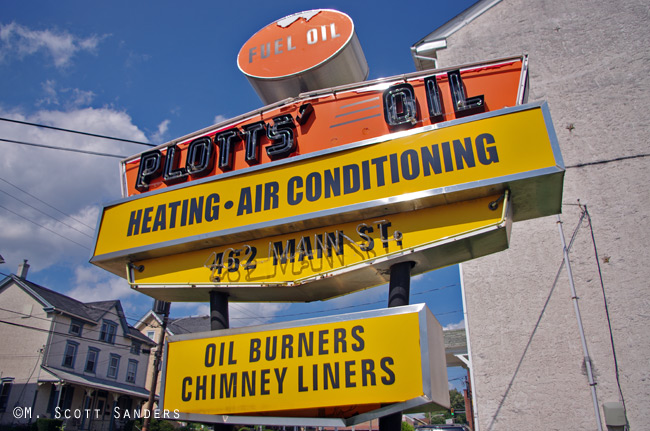 FUEL OIL
PLOTTS' OIL
HEATING • AIR CONDITIONING
462 MAIN ST.
OIL BURNERS
CHIMNEY LINERS
©M. SCOTT SANDERS